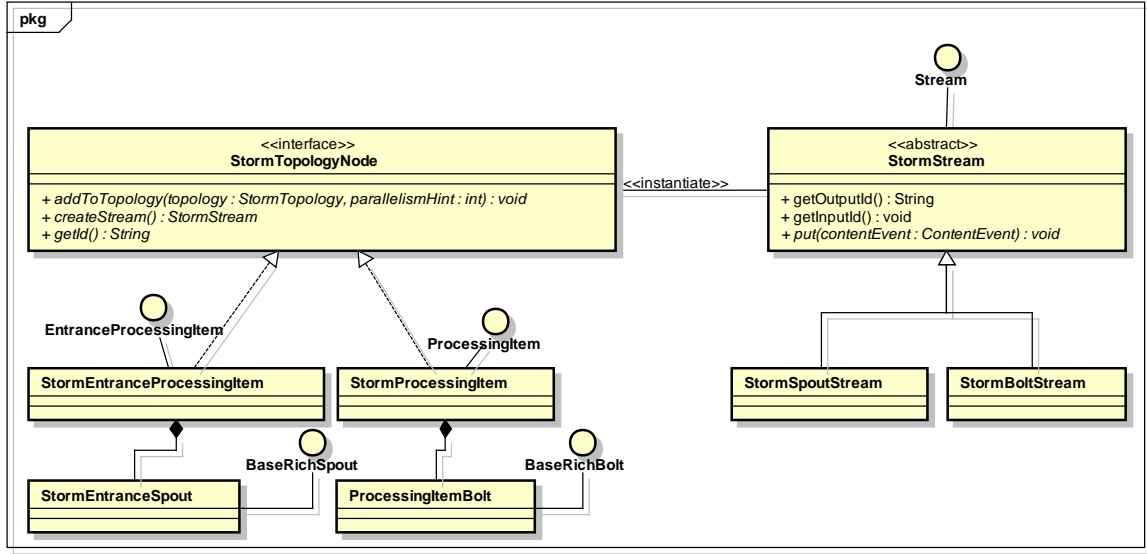 pkg
Stream
<<interface>>
StormTopologyNode
+ addToTopology(topology : StormTopology, parallelismHint : int) : void
+ createStream() : StormStream
+ getId() : String
<<instantiate>>
<<abstract>>
StormStream
+ getOutputId() : String
+ getInputId() : void
+ put(contentEvent : ContentEvent) : void
EntranceProcessingItem
ProcessingItem
StormEntranceProcessingItem
StormProcessingItem
StormSpoutStream
StormBoltStream
BaseRichSpout
BaseRichBolt
StormEntranceSpout
ProcessingItemBolt